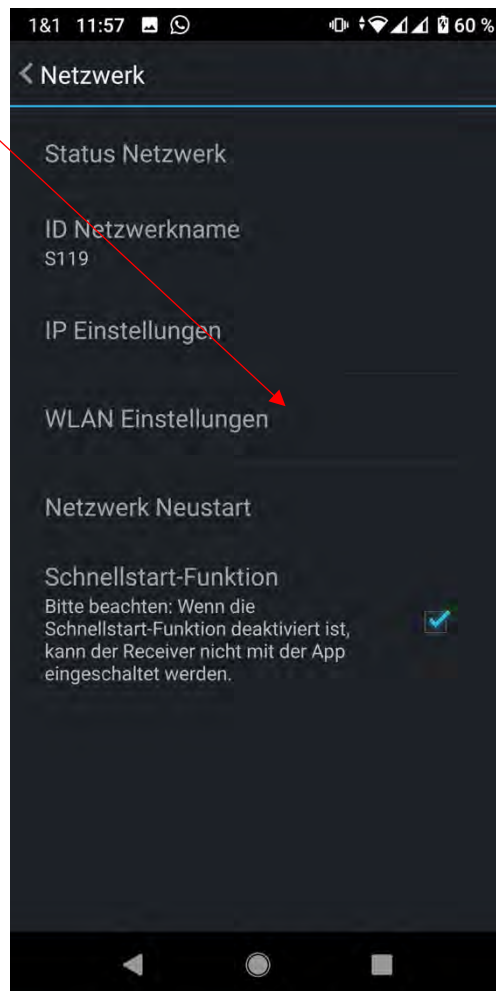 1&1 11:57 60 %
Netzwerk
Status Netzwerk
ID Netzwerkname
S119
IP Einstellungen
WLAN Einstellungen
Netzwerk Neustart
Schnellstart-Funktion
Bitte beachten: Wenn die
Schnellstart-Funktion deaktiviert ist,
kann der Receiver nicht mit der App
eingeschaltet werden.